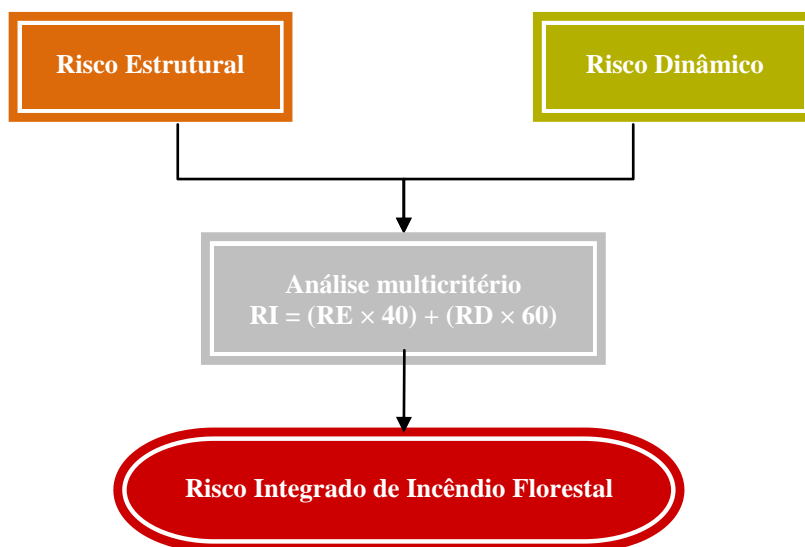 Risco Estrutural
Risco Dinâmico
Análise multicritério
RI = (RE × 40) + (RD × 60)
Risco Integrado de Incêndio Florestal